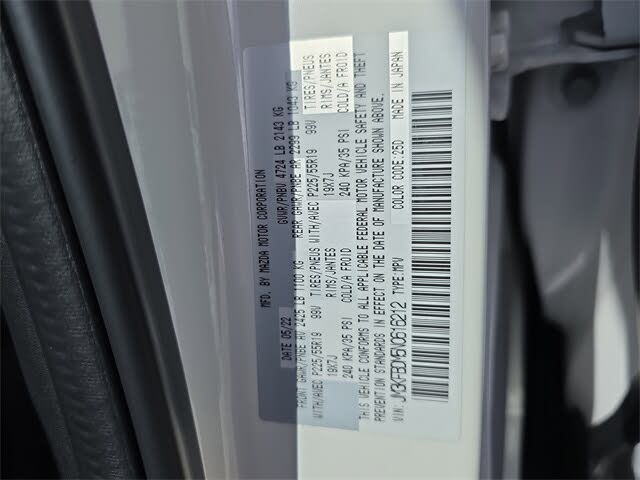 MFD. BY MAZDA MOTOR CORPORATION
DATE 05/22 GVWR/PNBV 4724 LB 2143 KG
FRONT GAWR/PNBE AV 2425 LB 1100 KG REAR GAWR/PNBE AR 2299 LB 1043 KG
WITH/AVEC P225/55R19 99V TIRES/PNEUS WITH/AVEC P225/55R19 99V TIRES/PNEUS
19X7J RIMS/JANTES 19X7J RIMS/JANTES
240 KPA/35 PSI COLD/A FROID 240 KPA/35 PSI COLD/A FROID
THIS VEHICLE CONFORMS TO ALL APPLICABLE FEDERAL MOTOR VEHICLE SAFETY AND THEFT
PREVENTION STANDARDS IN EFFECT ON THE DATE OF MANUFACTURE SHOWN ABOVE.
VIN: JM3KFBDM5N0616212 TYPE:MPV COLOR CODE:25D MADE IN JAPAN